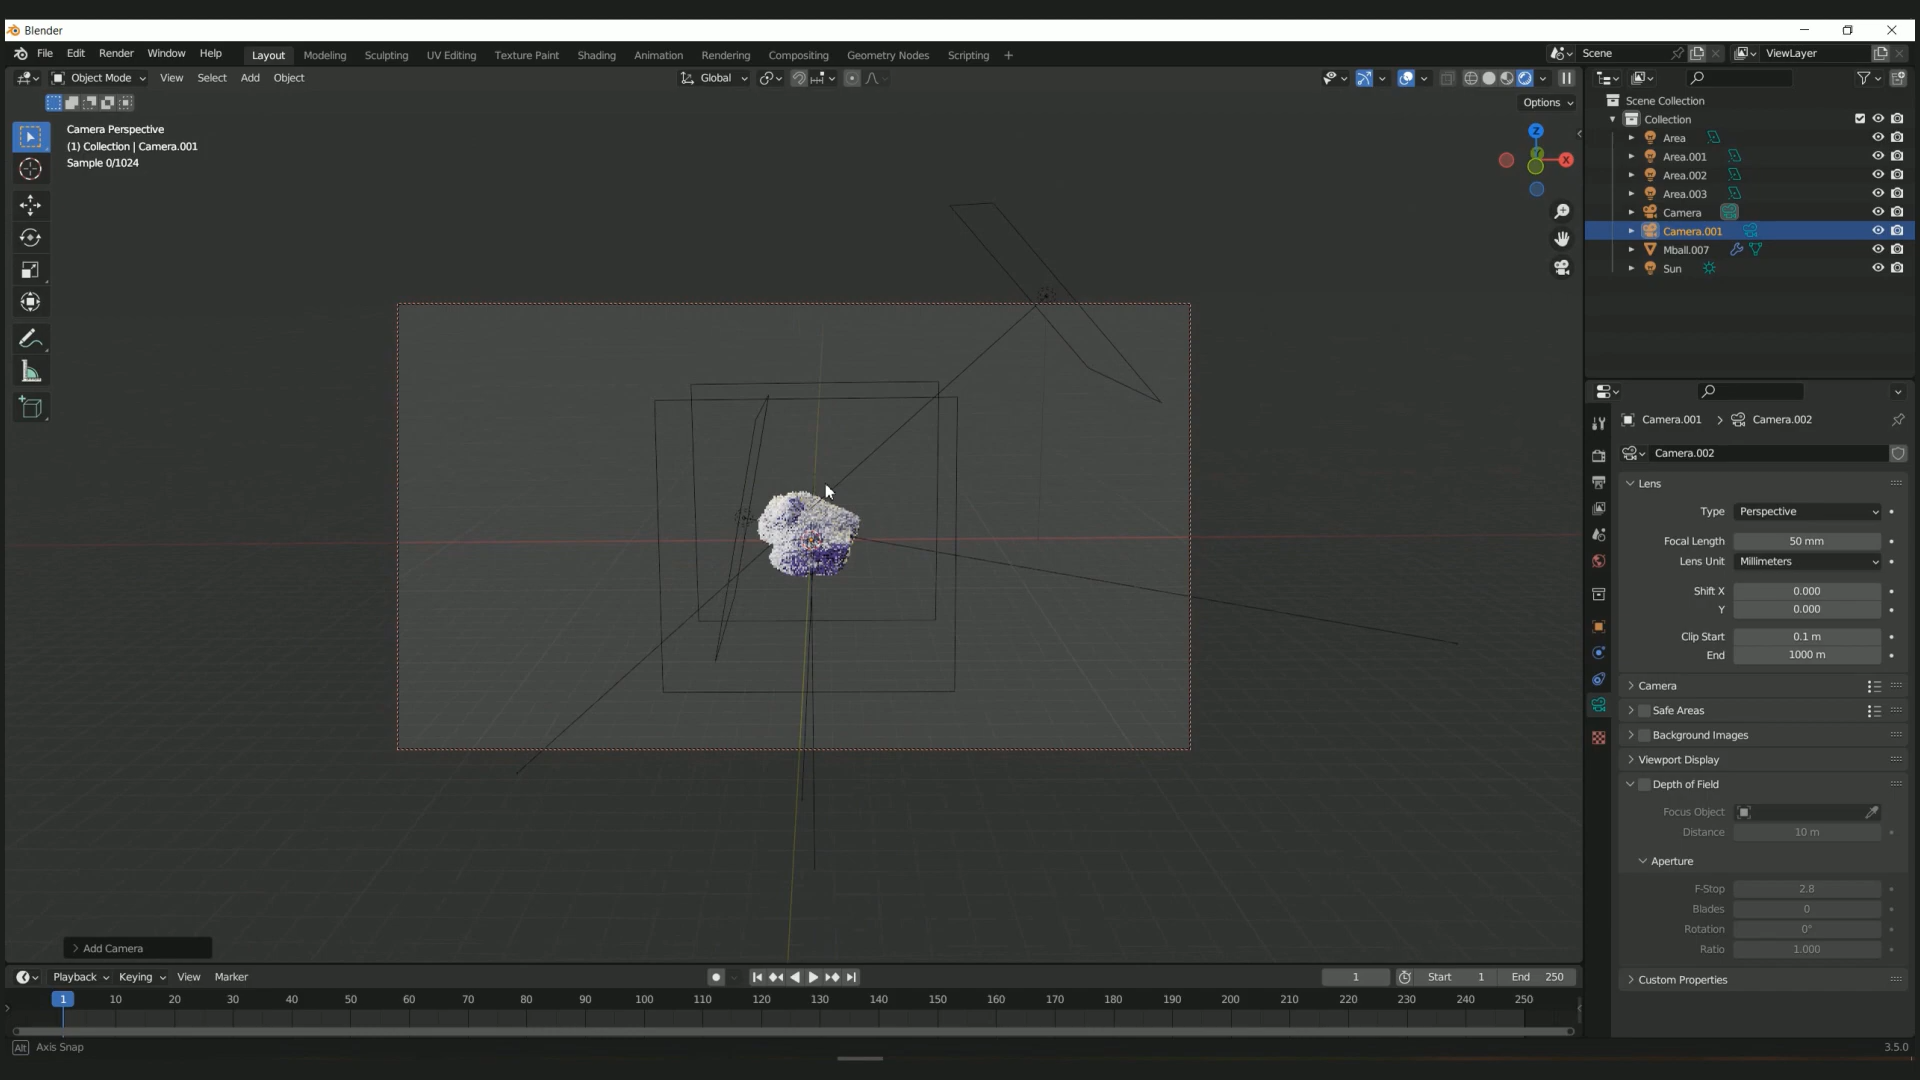 Blender
File Edit Render Window Help Layout Modeling Sculpting UV Editing Texture Paint Shading Animation Rendering Compositing Geometry Nodes Scripting + Scene ViewLayer
Object Mode View Select Add Object Global
Options
Camera Perspective
(1) Collection | Camera.001
Sample 0/1024
Z
X
Scene Collection
Collection
Area
Area.001
Area.002
Area.003
Camera
Camera.001
Mball.007
Sun
Camera.001 > Camera.002
Camera.002
Lens
Type Perspective
Focal Length 50 mm
Lens Unit Millimeters
Shift X 0.000
Y 0.000
Clip Start 0.1 m
End 1000 m
Camera
Safe Areas
Background Images
Viewport Display
Depth of Field
Focus Object
Distance 10 m
Aperture
F-Stop 2.8
Blades 0
Rotation 0°
Ratio 1.000
Custom Properties
Add Camera
Playback Keying View Marker 1 Start 1 End 250
1 10 20 30 40 50 60 70 80 90 100 110 120 130 140 150 160 170 180 190 200 210 220 230 240 250
Alt Axis Snap 3.5.0